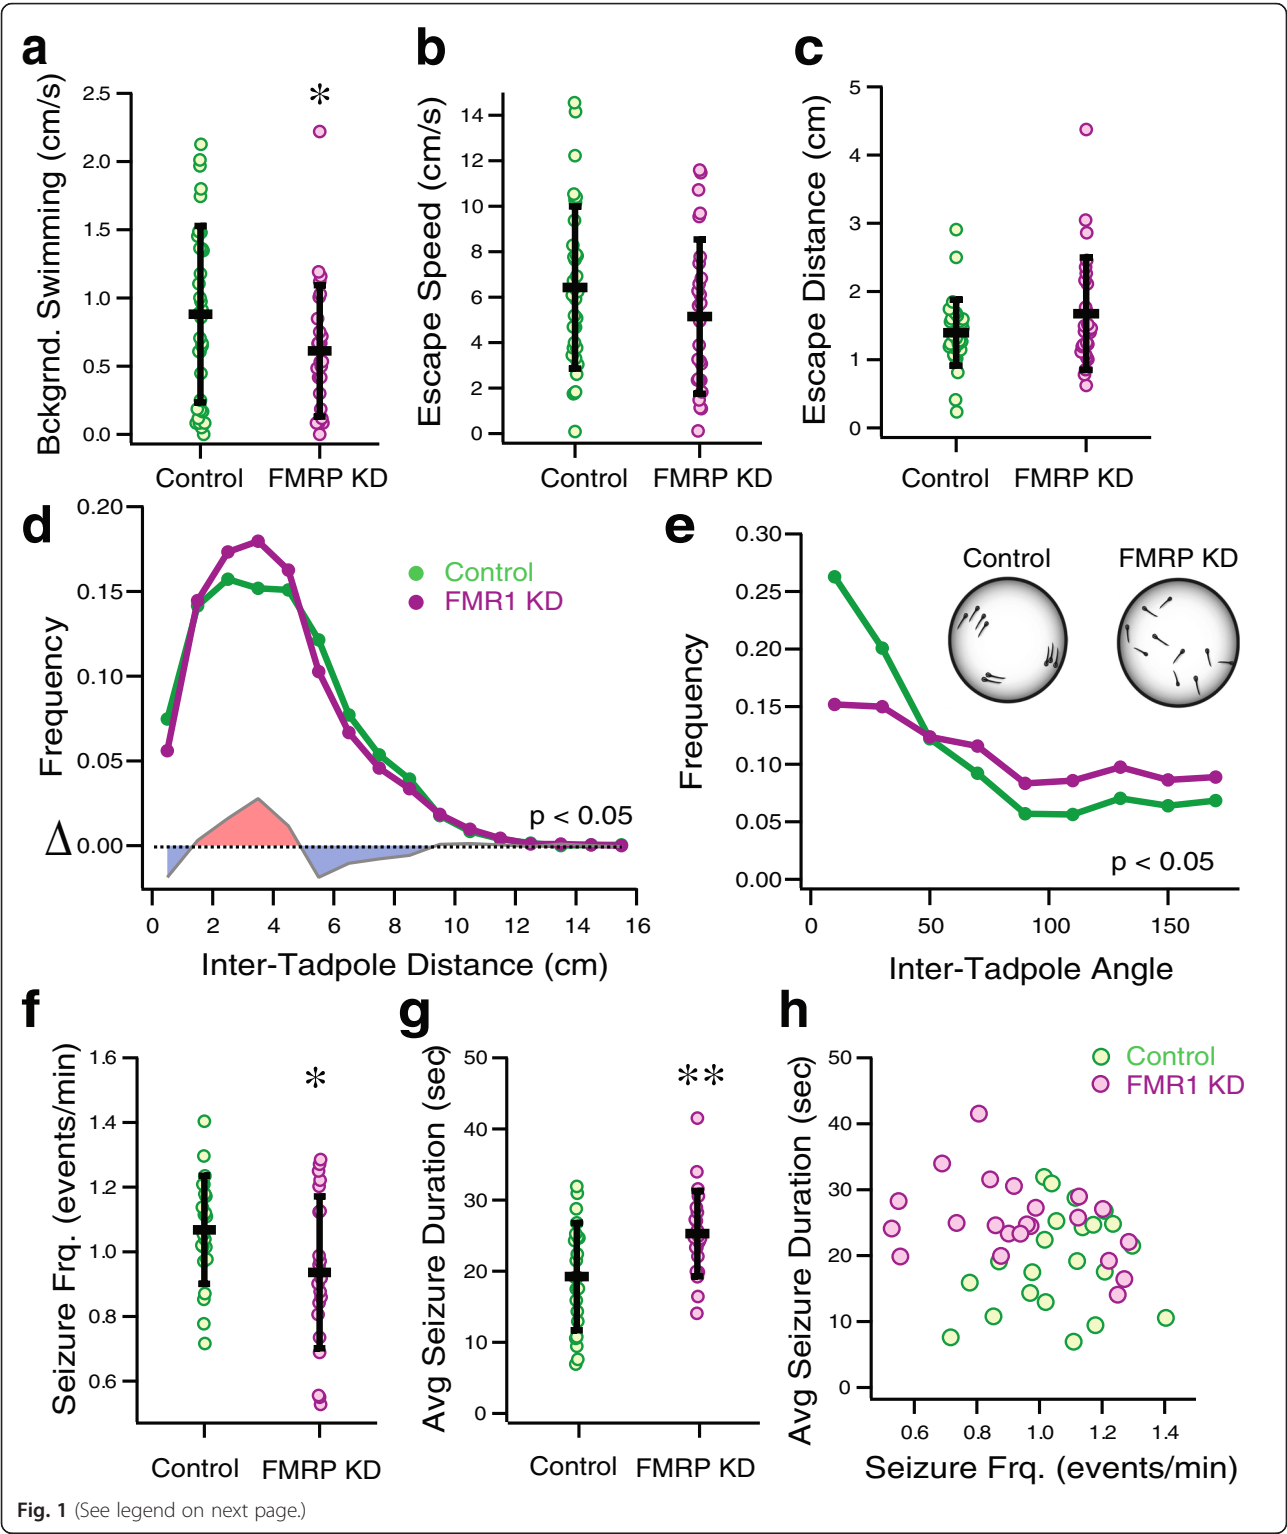 a
Bckgrnd. Swimming (cm/s)
2.5
2.0
1.5
1.0
0.5
0.0
*
Control FMRP KD
b
Escape Speed (cm/s)
14
12
10
8
6
4
2
0
Control FMRP KD
c
Escape Distance (cm)
5
4
3
2
1
0
Control FMRP KD
d
Δ Frequency
0.20
0.15
0.10
0.05
0.00
Control
FMR1 KD
p < 0.05
0 2 4 6 8 10 12 14 16
Inter-Tadpole Distance (cm)
e
Frequency
0.30
0.25
0.20
0.15
0.10
0.05
0.00
Control FMRP KD
p < 0.05
0 50 100 150
Inter-Tadpole Angle
f
Seizure Frq. (events/min)
1.6
1.4
1.2
1.0
0.8
0.6
*
Control FMRP KD
g
Avg Seizure Duration (sec)
50
40
30
20
10
0
**
Control FMRP KD
h
Avg Seizure Duration (sec)
50
40
30
20
10
0
Control
FMR1 KD
0.6 0.8 1.0 1.2 1.4
Seizure Frq. (events/min)
Fig. 1 (See legend on next page.)